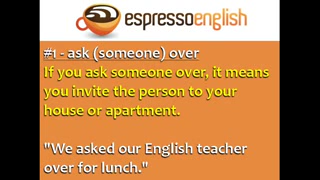 espressoenglish
#1 - ask (someone) over
If you ask someone over, it means
you invite the person to your
house or apartment.
"We asked our English teacher
over for lunch."